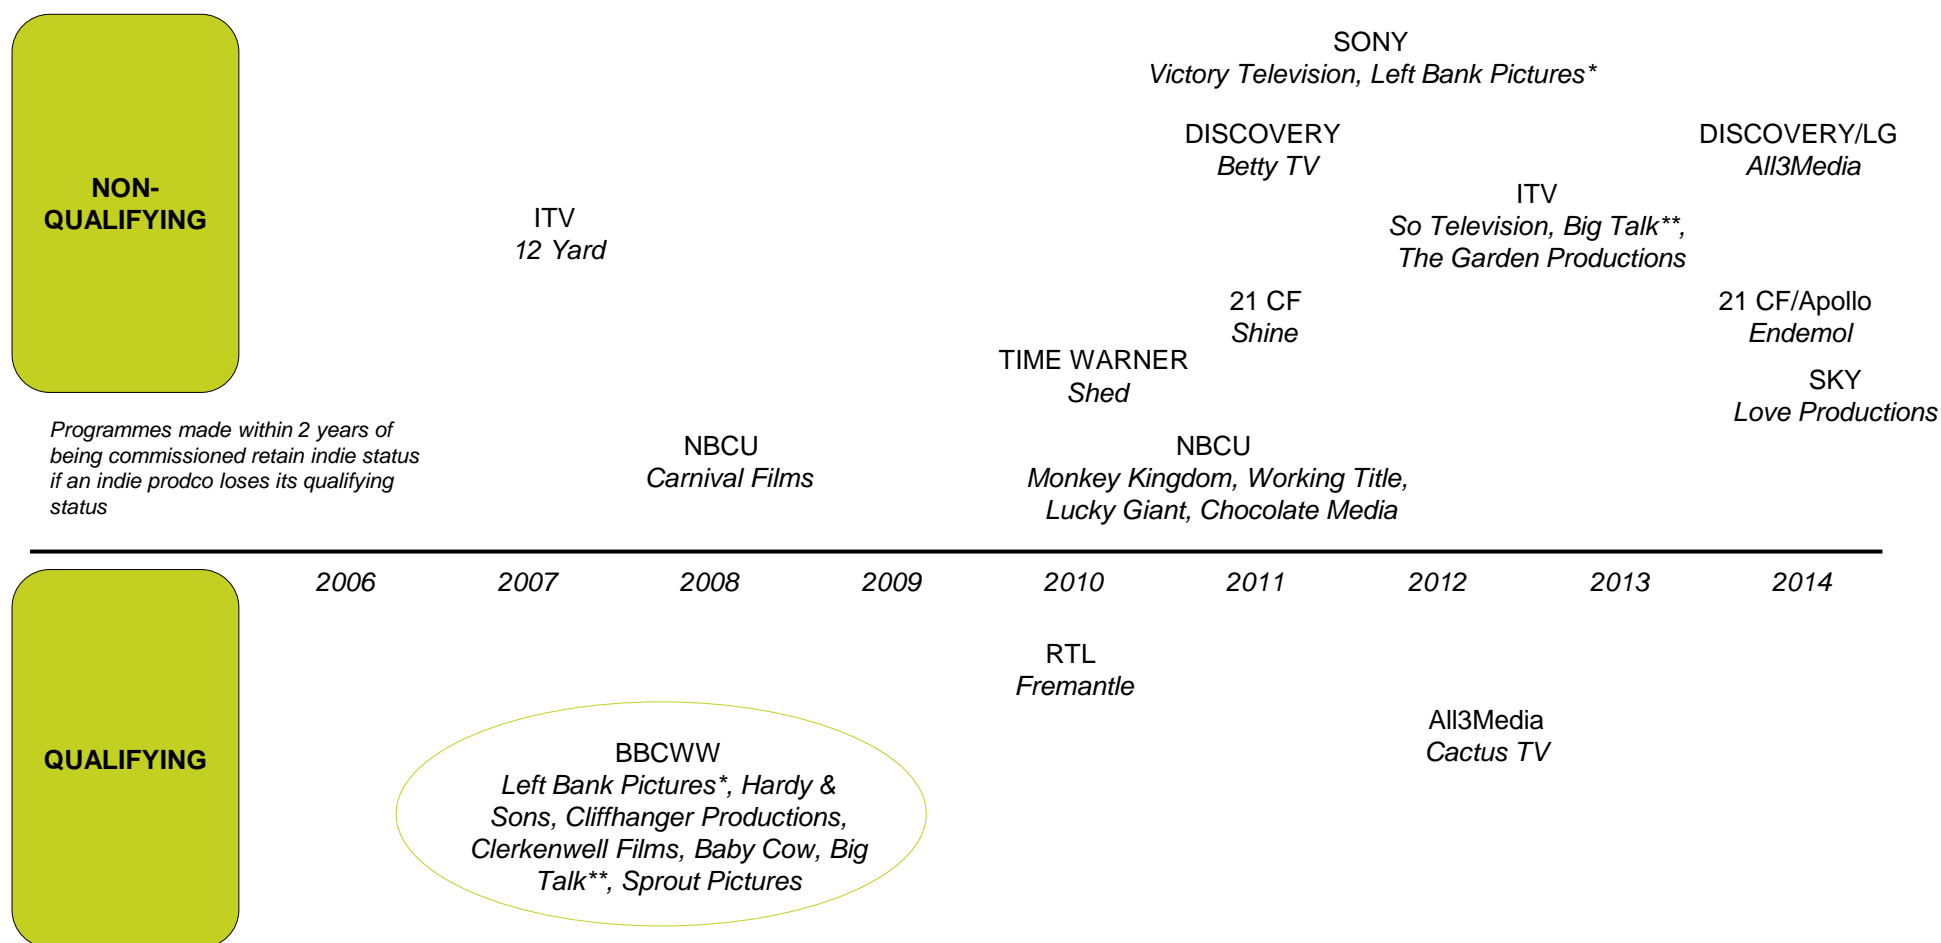 NON-
QUALIFYING
SONY
Victory Television, Left Bank Pictures*
DISCOVERY
Betty TV
DISCOVERY/LG
All3Media
ITV
12 Yard
ITV
So Television, Big Talk**,
The Garden Productions
21 CF
Shine
21 CF/Apollo
Endemol
TIME WARNER
Shed
SKY
Love Productions
Programmes made within 2 years of
being commissioned retain indie status
if an indie prodco loses its qualifying
status
NBCU
Carnival Films
NBCU
Monkey Kingdom, Working Title,
Lucky Giant, Chocolate Media
2006 2007 2008 2009 2010 2011 2012 2013 2014
QUALIFYING
RTL
Fremantle
All3Media
Cactus TV
BBCWW
Left Bank Pictures*, Hardy &
Sons, Cliffhanger Productions,
Clerkenwell Films, Baby Cow, Big
Talk**, Sprout Pictures